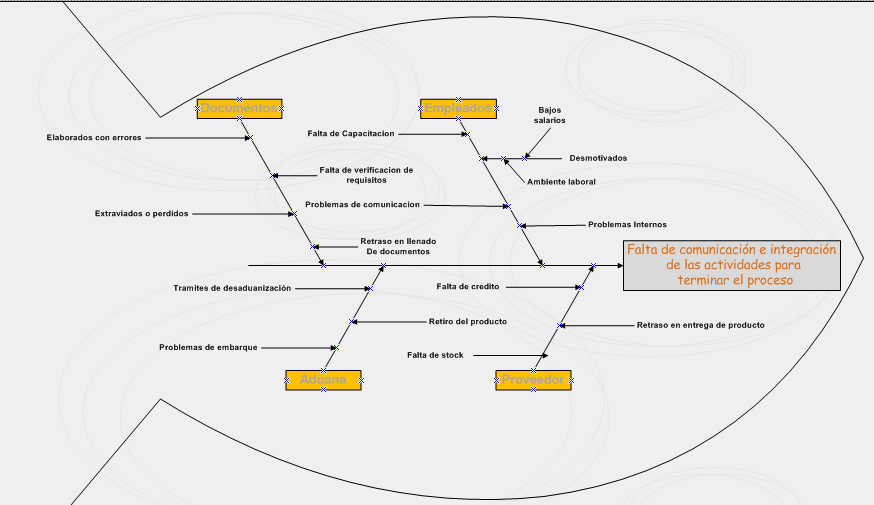 Documentos
Empleados
Bajos
salarios
Elaborados con errores
Falta de Capacitacion
Desmotivados
Falta de verificacion de
requisitos
Ambiente laboral
Extraviados o perdidos
Problemas de comunicacion
Problemas Internos
Retraso en llenado
De documentos
Falta de comunicación e integración
de las actividades para
terminar el proceso
Tramites de desaduanización
Falta de credito
Retiro del producto
Retraso en entrega de producto
Problemas de embarque
Falta de stock
Aduana
Proveedor